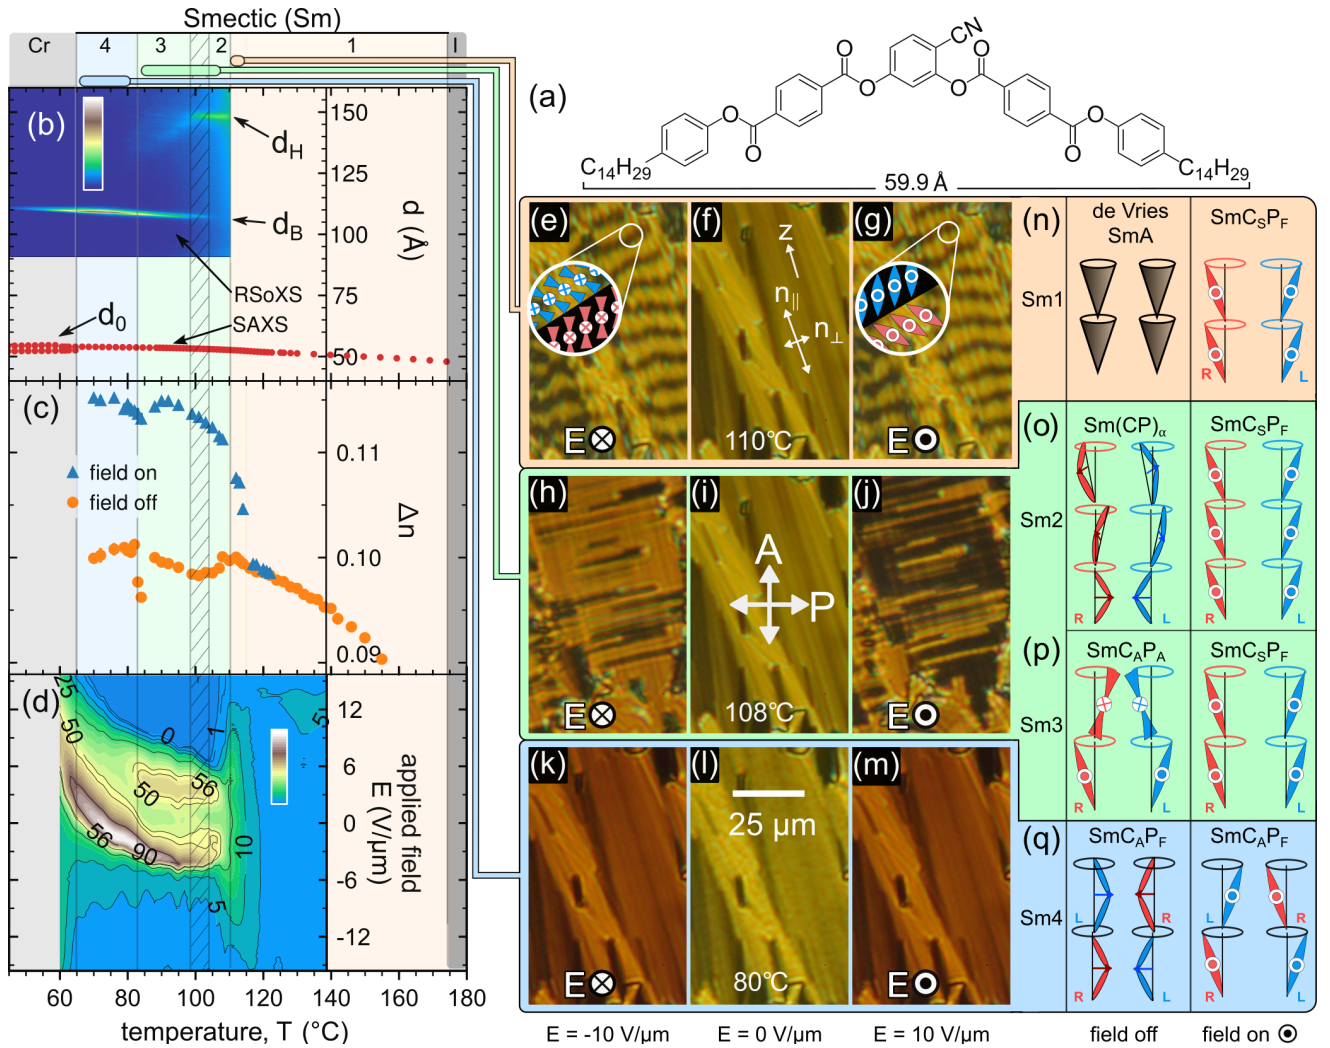 Smectic (Sm)
Cr 4 3 2 1 I
(a)
CN
O O
O O
O O
O O
C14H29 C14H29
59.9 Å
(b)
150
dH
125
d (Å)
dB
100
RSoXS
75
SAXS
d0
50
(c)
0.11
field on
field off
Δn
0.10
0.09
(d)
25
50
0
1
5
12
56
6
50
0
56
90
10
-6
5
-12
applied field
E (V/μm)
60 80 100 120 140 160 180
temperature, T (°C)
(e) (f) (g)
z
n||
n⊥
E 110℃ E
(h) (i) (j)
A
P
E 108℃ E
(k) (l) (m)
25 μm
E 80℃ E
E = -10 V/μm E = 0 V/μm E = 10 V/μm
(n) de Vries SmCSPF
SmA
Sm1
R L
(o) Sm(CP)α SmCSPF
Sm2
R L R L
(p) SmCAPA SmCSPF
Sm3
R L R L
(q) SmCAPF SmCAPF
L R L R
Sm4
R L R L
field off field on